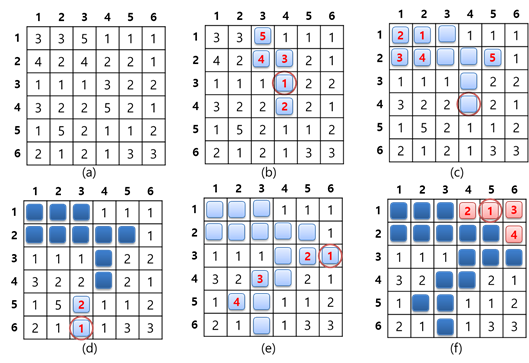 1 2 3 4 5 6
1 3 3 5 1 1 1
2 4 2 4 2 2 1
3 1 1 1 3 2 2
4 3 2 2 5 2 1
5 1 5 2 1 1 2
6 2 1 2 1 3 3
(a)
1 2 3 4 5 6
1 3 3 5 1 1 1
2 4 2 4 3 2 1
3 1 1 1 1 2 2
4 3 2 2 2 2 1
5 1 5 2 1 1 2
6 2 1 2 1 3 3
(b)
1 2 3 4 5 6
1 2 1 1 1 1
2 3 4 5 1
3 1 1 1 2 2
4 3 2 2 2 1
5 1 5 2 1 1 2
6 2 1 2 1 3 3
(c)
1 2 3 4 5 6
1 1 1 1
2 1
3 1 1 1 2 2
4 3 2 2 2 1
5 1 5 2 1 1 2
6 2 1 1 1 3 3
(d)
1 2 3 4 5 6
1 1 1 1
2 1
3 1 1 1 2 1
4 3 2 3 2 1
5 1 4 1 1 2
6 2 1 1 3 3
(e)
1 2 3 4 5 6
1 2 1 3
2 4
3 1 1 1
4 3 2 2 1
5 1 1 1 2
6 2 1 1 3 3
(f)